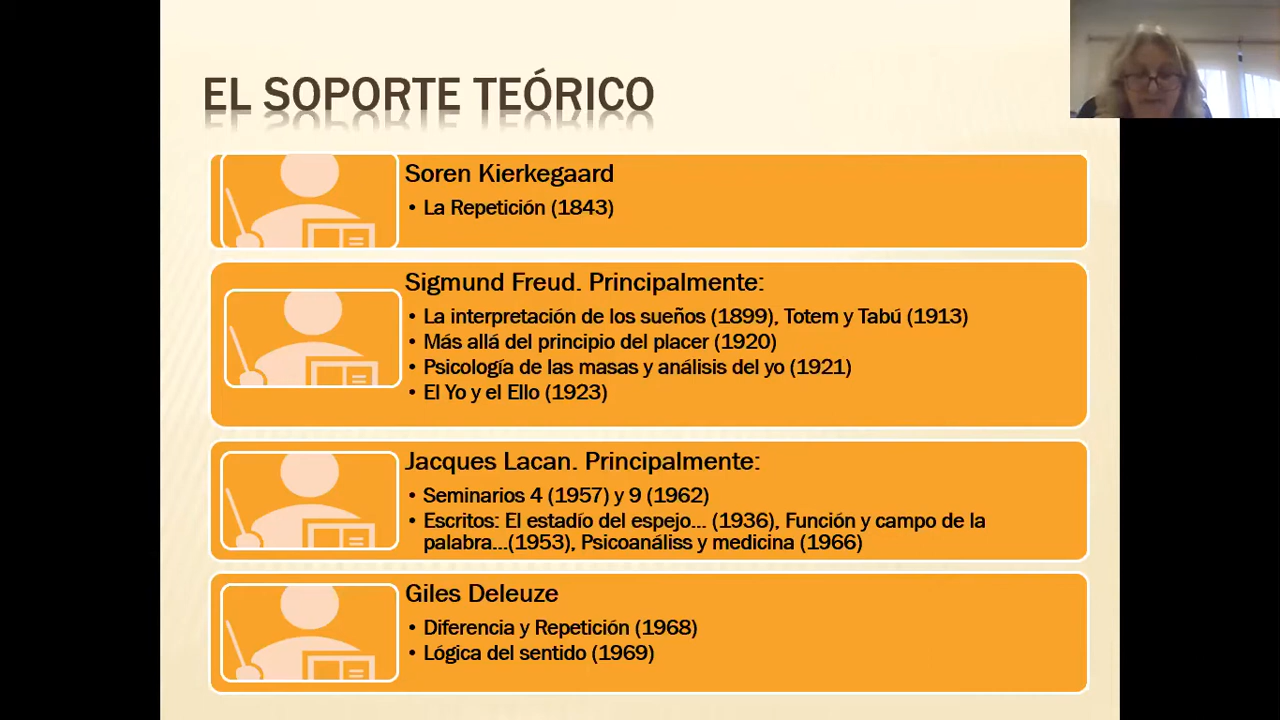 EL SOPORTE TEÓRICO
Soren Kierkegaard
• La Repetición (1843)
Sigmund Freud. Principalmente:
• La interpretación de los sueños (1899), Totem y Tabú (1913)
• Más allá del principio del placer (1920)
• Psicología de las masas y análisis del yo (1921)
• El Yo y el Ello (1923)
Jacques Lacan. Principalmente:
• Seminarios 4 (1957) y 9 (1962)
• Escritos: El estadío del espejo... (1936), Función y campo de la
palabra...(1953), Psicoanáliss y medicina (1966)
Giles Deleuze
• Diferencia y Repetición (1968)
• Lógica del sentido (1969)